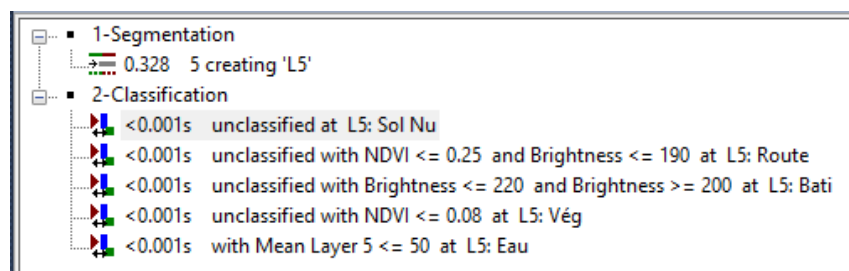 1-Segmentation
0.328 5 creating 'L5'
2-Classification
<0.001s unclassified at L5: Sol Nu
<0.001s unclassified with NDVI <= 0.25 and Brightness <= 190 at L5: Route
<0.001s unclassified with Brightness <= 220 and Brightness >= 200 at L5: Bati
<0.001s unclassified with NDVI <= 0.08 at L5: Vég
<0.001s with Mean Layer 5 <= 50 at L5: Eau